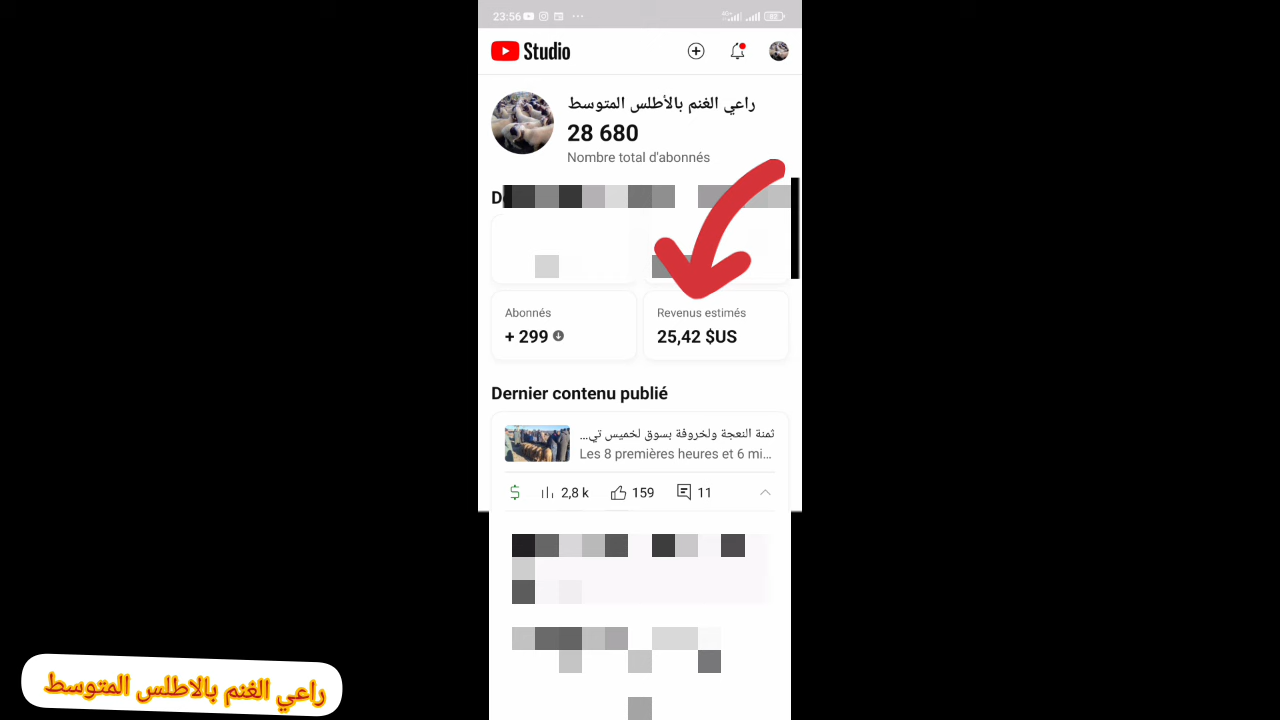 23:56
Studio
راعي الغنم بالأطلس المتوسط
28 680
Nombre total d'abonnés
Abonnés
+ 299
Revenus estimés
25,42 $US
Dernier contenu publié
ثمنة النعجة ولخروفة بسوق لخميس تي...
Les 8 premières heures et 6 mi...
2,8 k 159 11
راعي الغنم بالاطلس المتوسط